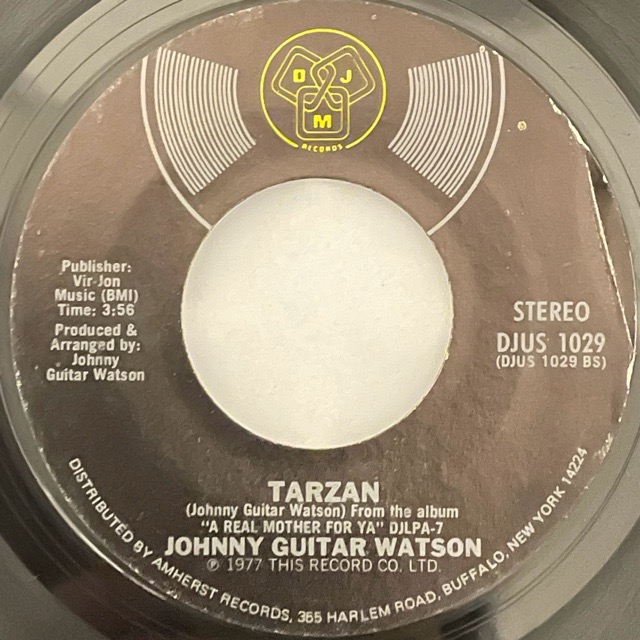 D J
M
RECORDS
Publisher:
Vir-Jon
Music (BMI)
Time: 3:56
Produced &
Arranged by:
Johnny
Guitar Watson
STEREO
DJUS 1029
(DJUS 1029 BS)
TARZAN
(Johnny Guitar Watson) From the album
"A REAL MOTHER FOR YA" DJLPA-7
JOHNNY GUITAR WATSON
℗ 1977 THIS RECORD CO. LTD.
DISTRIBUTED BY AMHERST RECORDS, 365 HARLEM ROAD, BUFFALO, NEW YORK 14224